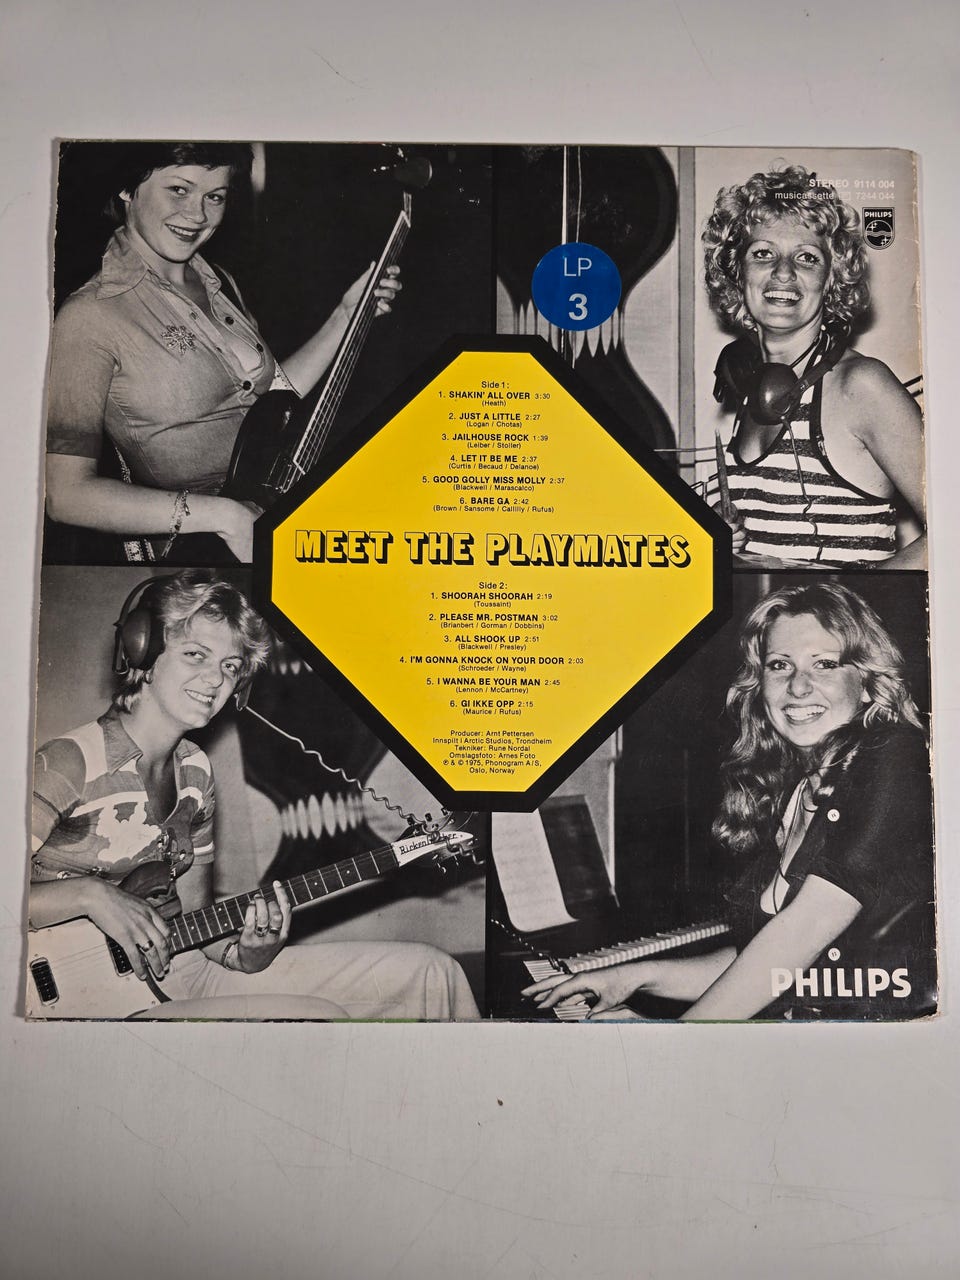 STEREO 9114 004
musicassette 7244 044
PHILIPS
LP
3
Side 1:
1. SHAKIN' ALL OVER 3:30
(Heath)
2. JUST A LITTLE 2:27
(Logan / Chotas)
3. JAILHOUSE ROCK 1:39
(Leiber / Stoller)
4. LET IT BE ME 2:37
(Curtis / Becaud / Delanoe)
5. GOOD GOLLY MISS MOLLY 2:37
(Blackwell / Marascalco)
6. BARE GA 2:42
(Brown / Sansome / Callilly / Rufus)
MEET THE PLAYMATES
Side 2:
1. SHOORAH SHOORAH 2:19
(Toussaint)
2. PLEASE MR. POSTMAN 3:02
(Brianbert / Gorman / Dobbins)
3. ALL SHOOK UP 2:51
(Blackwell / Presley)
4. I'M GONNA KNOCK ON YOUR DOOR 2:03
(Schroeder / Wayne)
5. I WANNA BE YOUR MAN 2:45
(Lennon / McCartney)
6. GI IKKE OPP 2:15
(Maurice / Rufus)
Producer: Arnt Pettersen
Innspilt i Arctic Studios, Trondheim
Tekniker: Rune Nordal
Omslagsfoto: Arnes Foto
℗ & © 1975, Phonogram A/S,
Oslo, Norway
PHILIPS